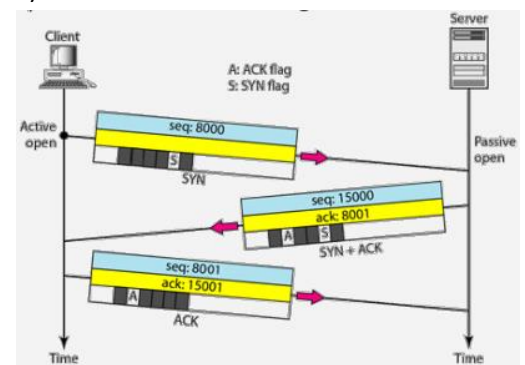 Client
Server
A: ACK flag
S: SYN flag
Active
open
Passive
open
seq: 8000
S
SYN
seq: 15000
ack: 8001
A S
SYN + ACK
seq: 8001
ack: 15001
A
ACK
Time
Time